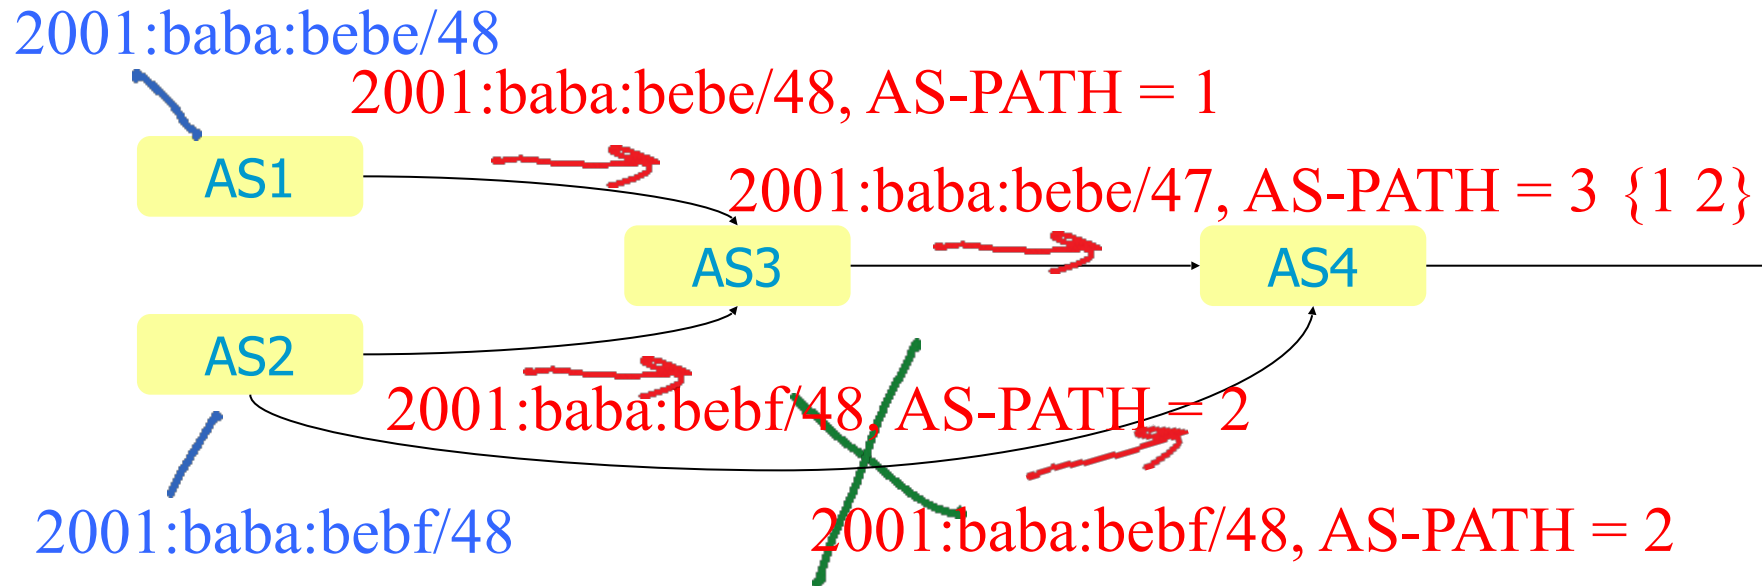 2001:baba:bebe/48
2001:baba:bebe/48, AS-PATH = 1
AS1
2001:baba:bebe/47, AS-PATH = 3 {1 2}
AS3
AS4
AS2
2001:baba:bebf/48, AS-PATH = 2
2001:baba:bebf/48
2001:baba:bebf/48, AS-PATH = 2